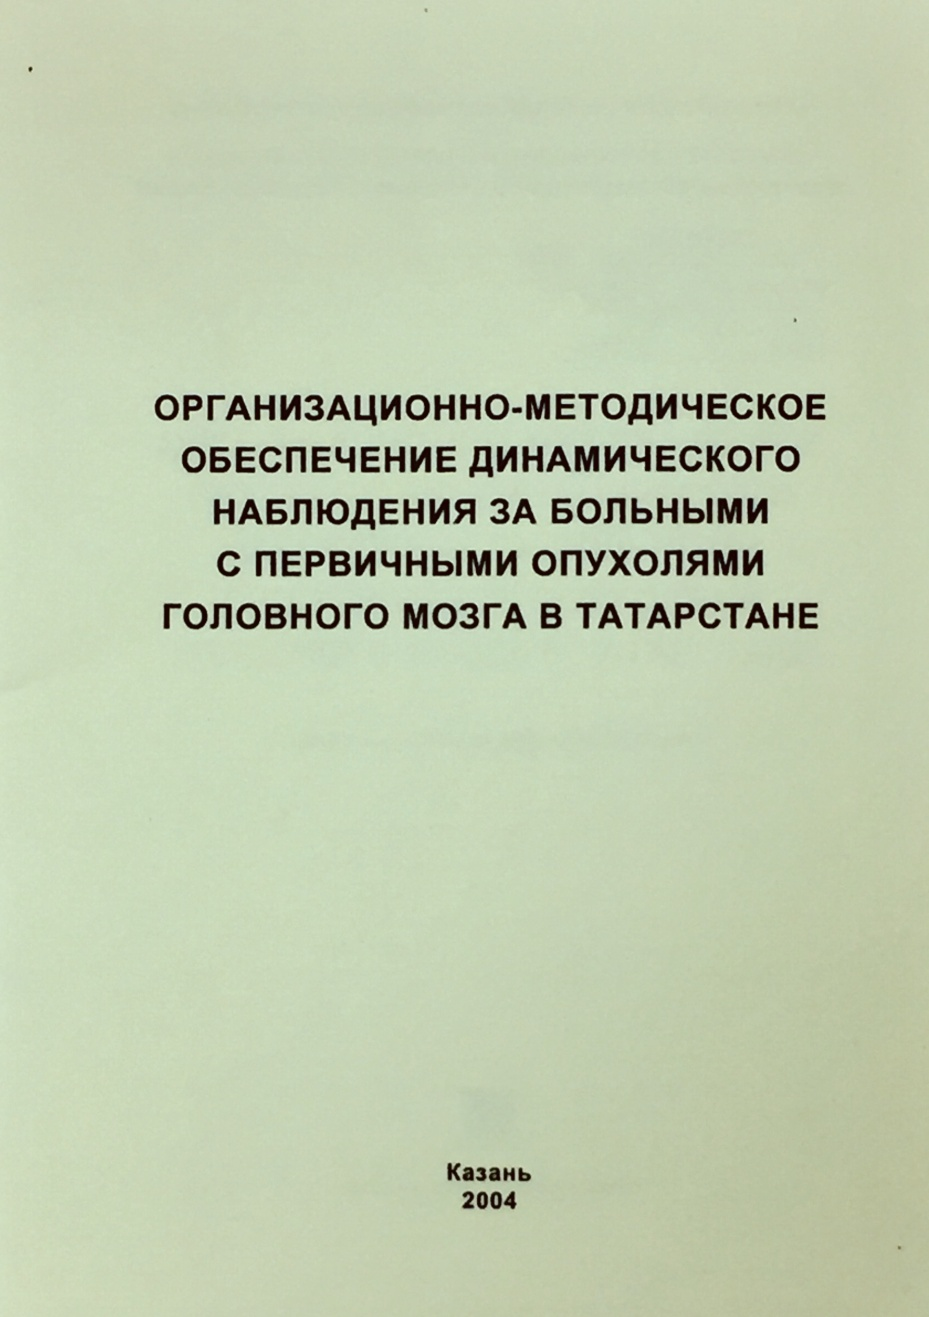 ОРГАНИЗАЦИОННО-МЕТОДИЧЕСКОЕ
ОБЕСПЕЧЕНИЕ ДИНАМИЧЕСКОГО
НАБЛЮДЕНИЯ ЗА БОЛЬНЫМИ
С ПЕРВИЧНЫМИ ОПУХОЛЯМИ
ГОЛОВНОГО МОЗГА В ТАТАРСТАНЕ
Казань
2004